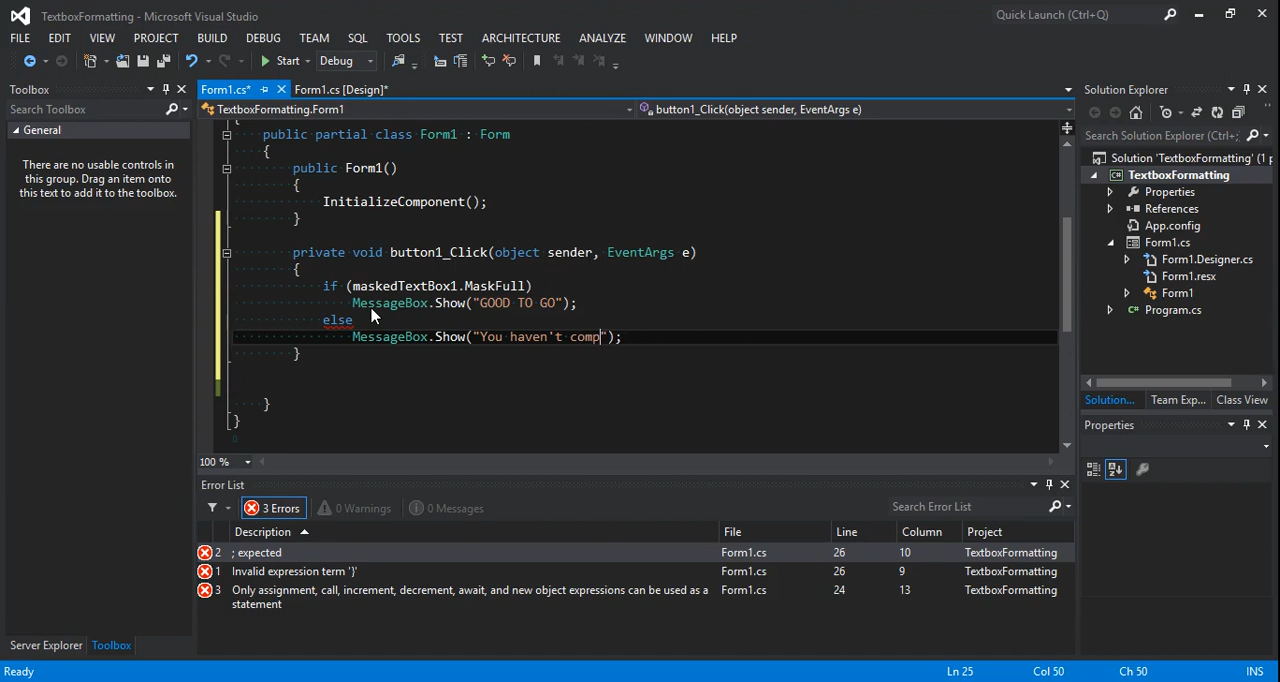 TextboxFormatting - Microsoft Visual Studio
Quick Launch (Ctrl+Q)
FILE EDIT VIEW PROJECT BUILD DEBUG TEAM SQL TOOLS TEST ARCHITECTURE ANALYZE WINDOW HELP
Start Debug
Toolbox
Form1.cs* Form1.cs [Design]*
Solution Explorer
Search Toolbox
TextboxFormatting.Form1
button1_Click(object sender, EventArgs e)
General
There are no usable controls in
this group. Drag an item onto
this text to add it to the toolbox.
{
public partial class Form1 : Form
{
public Form1()
{
InitializeComponent();
}
private void button1_Click(object sender, EventArgs e)
{
if (maskedTextBox1.MaskFull)
MessageBox.Show("GOOD TO GO");
else
MessageBox.Show("You haven't comp");
}
}
}
100 %
Search Solution Explorer (Ctrl+;
Solution 'TextboxFormatting' (1 p
C# TextboxFormatting
Properties
References
App.config
Form1.cs
Form1.Designer.cs
Form1.resx
Form1
Program.cs
Solution... Team Exp... Class View
Properties
Error List
3 Errors 0 Warnings 0 Messages
Search Error List
Description File Line Column Project
2 ; expected Form1.cs 26 10 TextboxFormatting
1 Invalid expression term '}' Form1.cs 26 9 TextboxFormatting
3 Only assignment, call, increment, decrement, await, and new object expressions can be used as a Form1.cs 24 13 TextboxFormatting
statement
Server Explorer Toolbox
Ready Ln 25 Col 50 Ch 50 INS